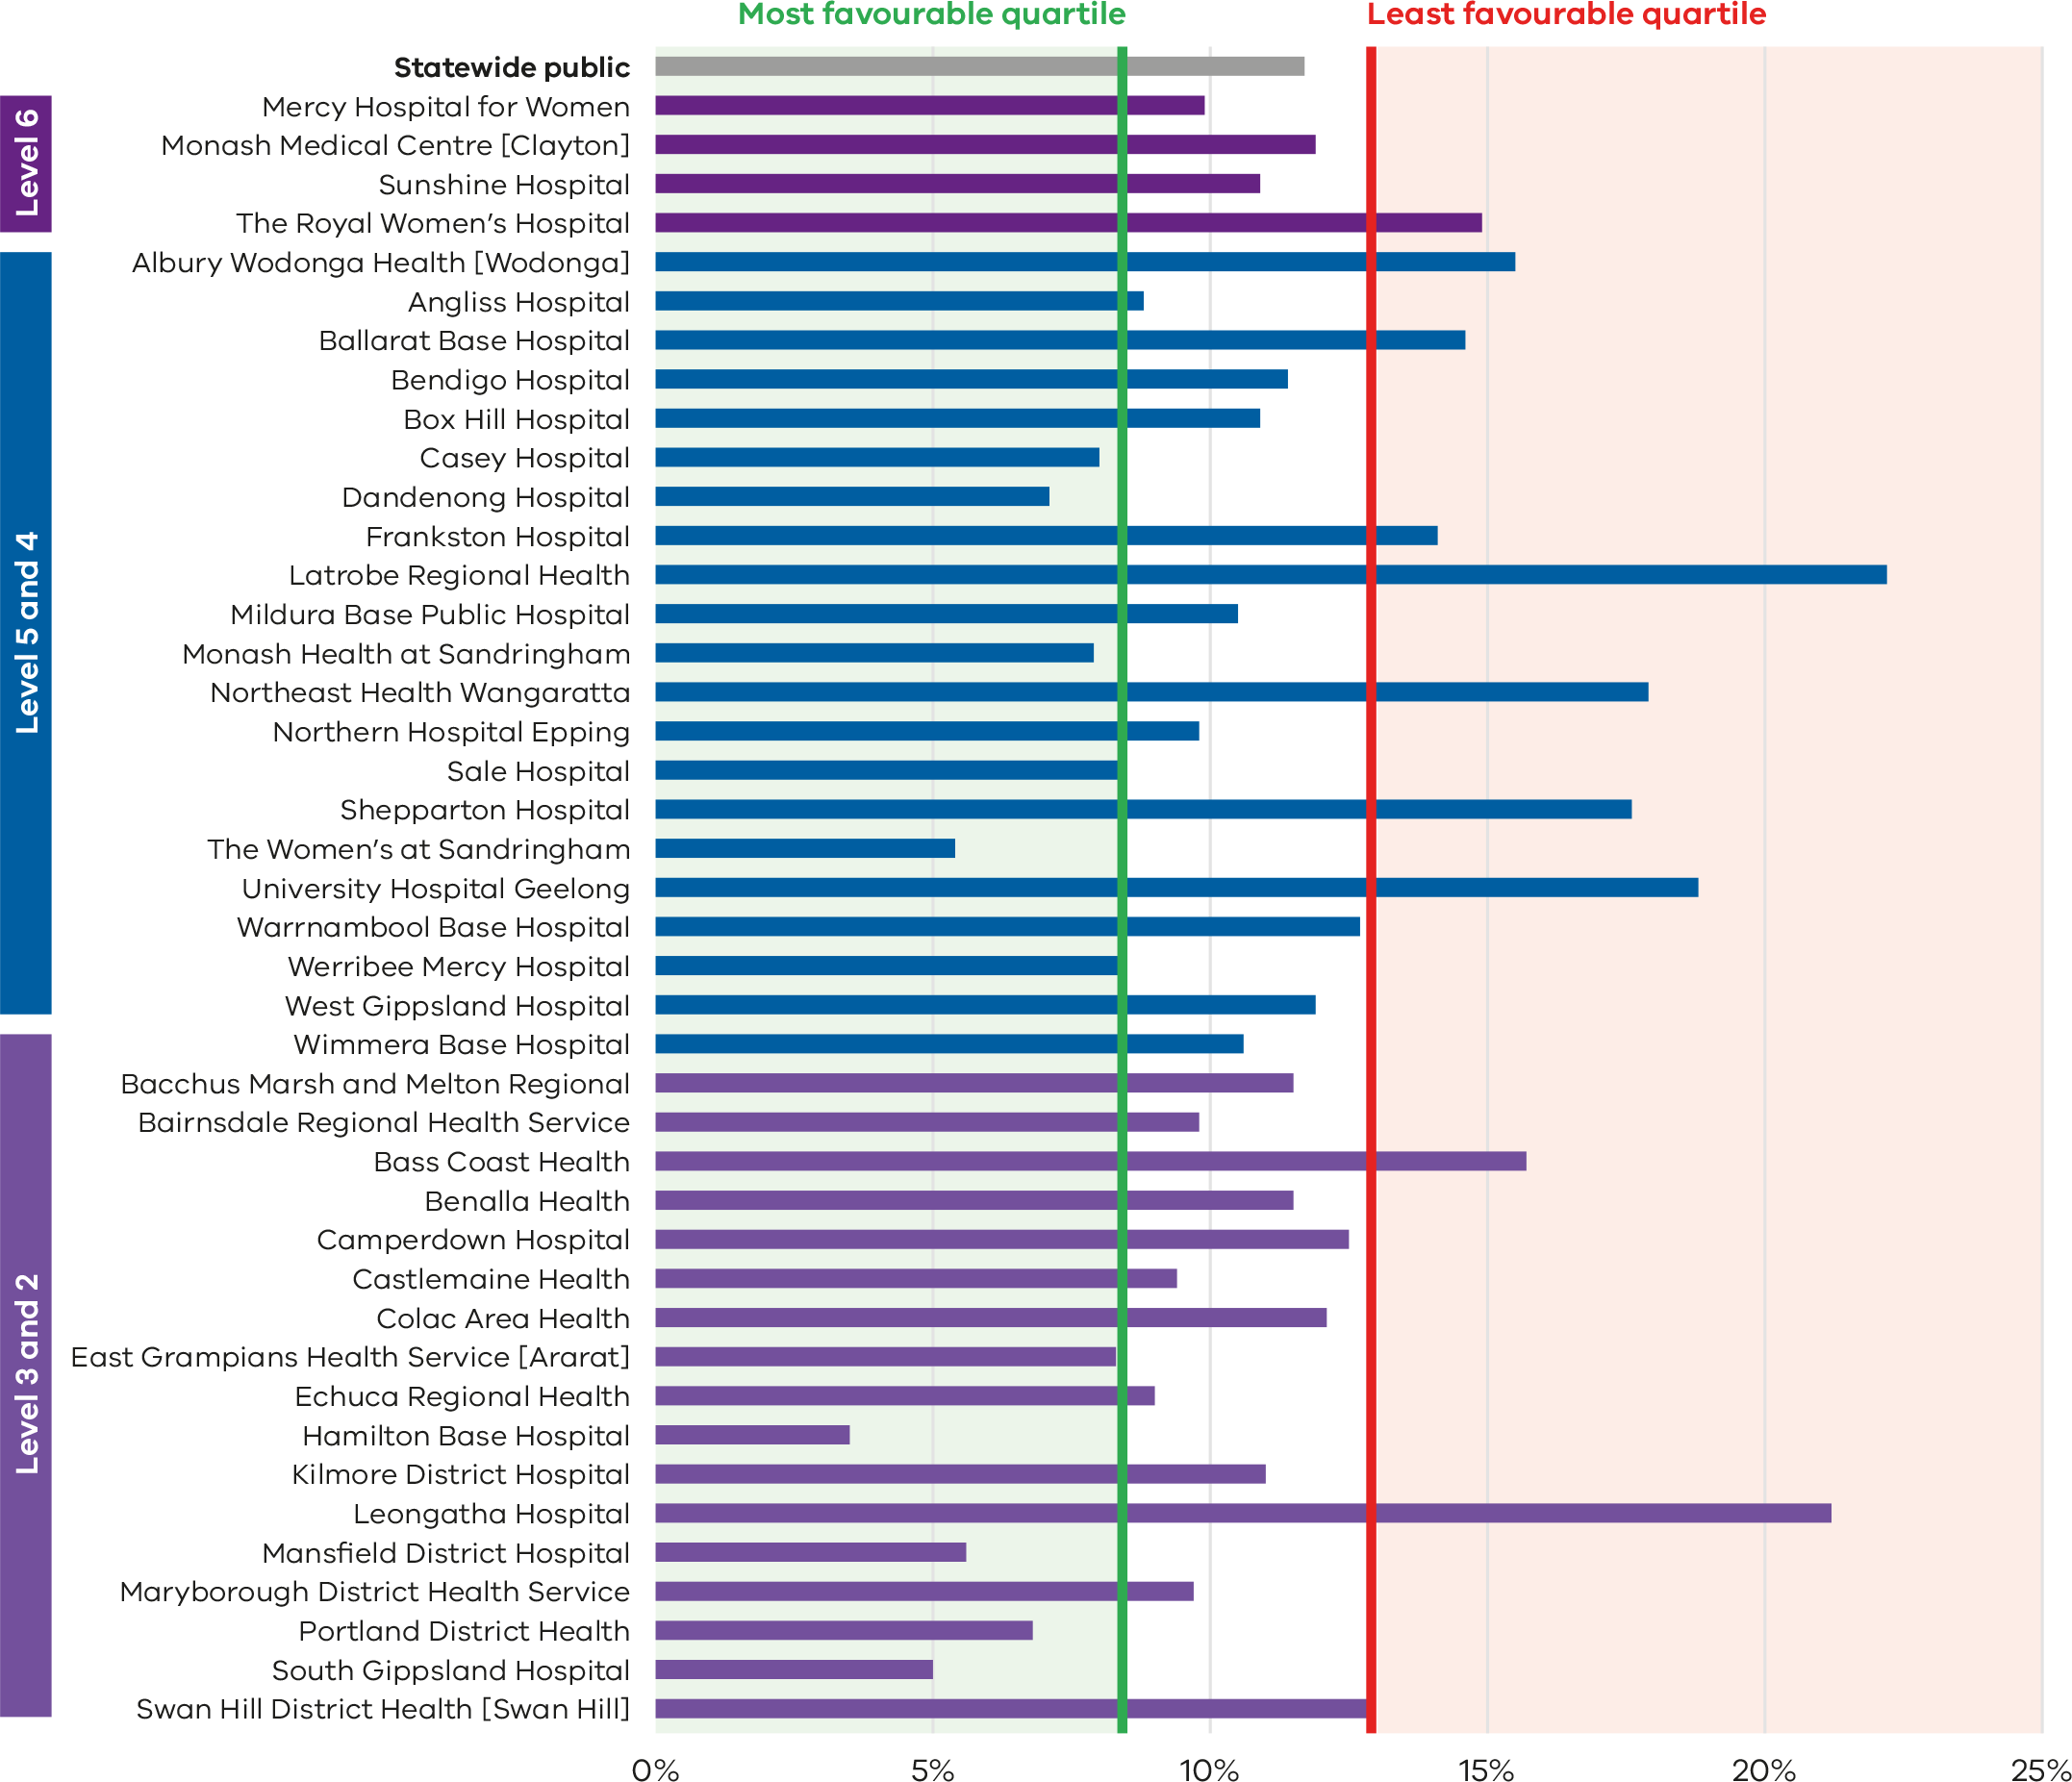 Most favourable quartile
Least favourable quartile
Statewide public
Level 6
Mercy Hospital for Women
Monash Medical Centre [Clayton]
Sunshine Hospital
The Royal Women’s Hospital
Level 5 and 4
Albury Wodonga Health [Wodonga]
Angliss Hospital
Ballarat Base Hospital
Bendigo Hospital
Box Hill Hospital
Casey Hospital
Dandenong Hospital
Frankston Hospital
Latrobe Regional Health
Mildura Base Public Hospital
Monash Health at Sandringham
Northeast Health Wangaratta
Northern Hospital Epping
Sale Hospital
Shepparton Hospital
The Women’s at Sandringham
University Hospital Geelong
Warrnambool Base Hospital
Werribee Mercy Hospital
West Gippsland Hospital
Wimmera Base Hospital
Level 3 and 2
Bacchus Marsh and Melton Regional
Bairnsdale Regional Health Service
Bass Coast Health
Benalla Health
Camperdown Hospital
Castlemaine Health
Colac Area Health
East Grampians Health Service [Ararat]
Echuca Regional Health
Hamilton Base Hospital
Kilmore District Hospital
Leongatha Hospital
Mansfield District Hospital
Maryborough District Health Service
Portland District Health
South Gippsland Hospital
Swan Hill District Health [Swan Hill]
0% 5% 10% 15% 20% 25%